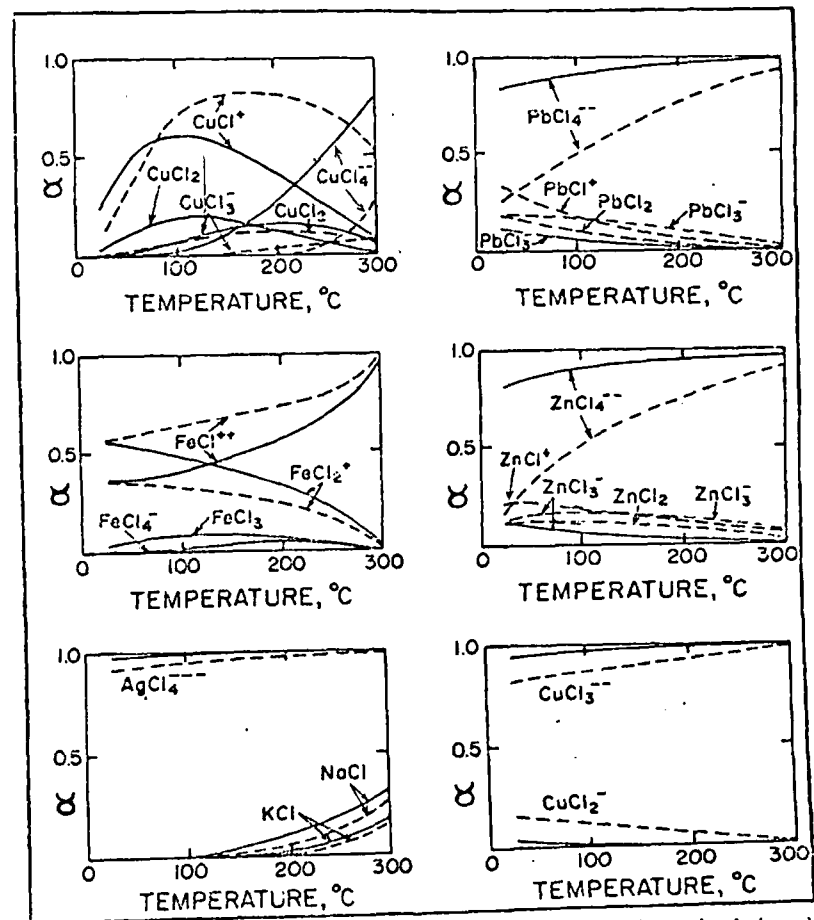 1.0
0.5
α
CuCl⁺
CuCl₂
CuCl₃⁻
CuCl₂
CuCl₄⁻⁻
0 100 200 300
TEMPERATURE, °C
1.0
0.5
α
PbCl₄⁻⁻
PbCl⁺
PbCl₂
PbCl₃⁻
PbCl₃
0 100 200 300
TEMPERATURE, °C
1.0
0.5
α
FeCl⁺⁺
FeCl₂⁺
FeCl₄⁻
FeCl₃
0 100 200 300
TEMPERATURE, °C
1.0
0.5
α
ZnCl₄⁻⁻
ZnCl⁺
ZnCl₃⁻
ZnCl₂
ZnCl₃⁻
0 100 200 300
TEMPERATURE, °C
1.0
0.5
α
AgCl₄⁻⁻⁻
NaCl
KCl
0 100 200 300
TEMPERATURE, °C
1.0
0.5
α
CuCl₃⁻⁻
CuCl₂⁻
0 100 200 300
TEMPERATURE, °C